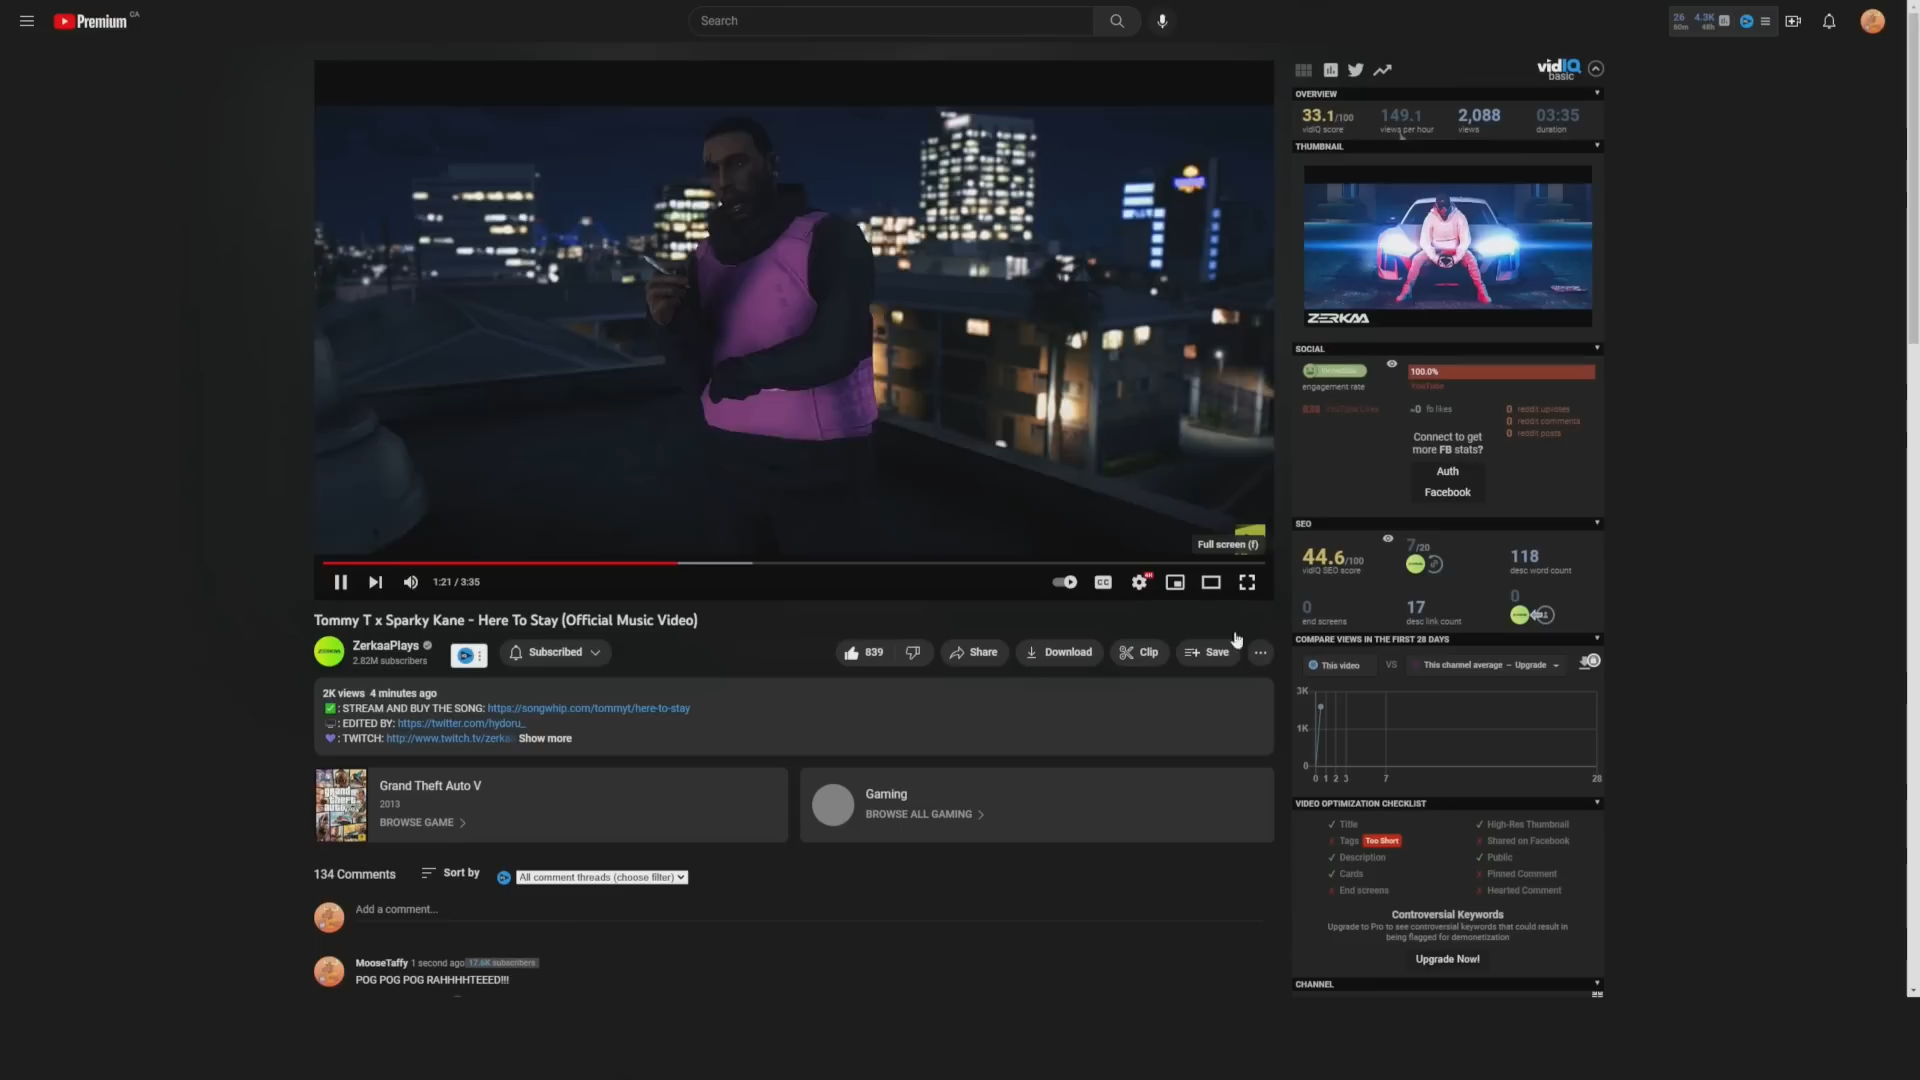 Premium CA
Search
26 4.3K
60m 48h
vidIQ
basic
OVERVIEW
33.1/100 149.1 2,088 03:35
vidIQ score views per hour views duration
THUMBNAIL
ZERKAA
SOCIAL
100.0%
engagement rate YouTube
0 fb likes
0 reddit upvotes
0 reddit comments
0 reddit posts
Connect to get
more FB stats?
Auth
Facebook
SEO
44.6/100 7/20 118
vidIQ SEO score desc word count
0 17 0
end screens desc link count
COMPARE VIEWS IN THE FIRST 28 DAYS
This video VS This channel average – Upgrade
3K
1K
0
0 1 2 3 7 28
VIDEO OPTIMIZATION CHECKLIST
Title High-Res Thumbnail
Tags Too Short Shared on Facebook
Description Public
Cards Pinned Comment
End screens Hearted Comment
Controversial Keywords
Upgrade to Pro to see controversial keywords that could result in
being flagged for demonetization
Upgrade Now!
CHANNEL
Full screen (f)
1:21 / 3:35
CC
Tommy T x Sparky Kane - Here To Stay (Official Music Video)
ZerkaaPlays
2.82M subscribers
Subscribed
839 Share Download Clip Save
2K views 4 minutes ago
✅: STREAM AND BUY THE SONG: https://songwhip.com/tommyt/here-to-stay
: EDITED BY: https://twitter.com/hydoru_
💜: TWITCH: http://www.twitch.tv/zerka Show more
Grand Theft Auto V
2013
BROWSE GAME
Gaming
BROWSE ALL GAMING
134 Comments Sort by All comment threads (choose filter)
Add a comment...
MooseTaffy 1 second ago 17.6K subscribers
POG POG POG RAHHHHTEEED!!!